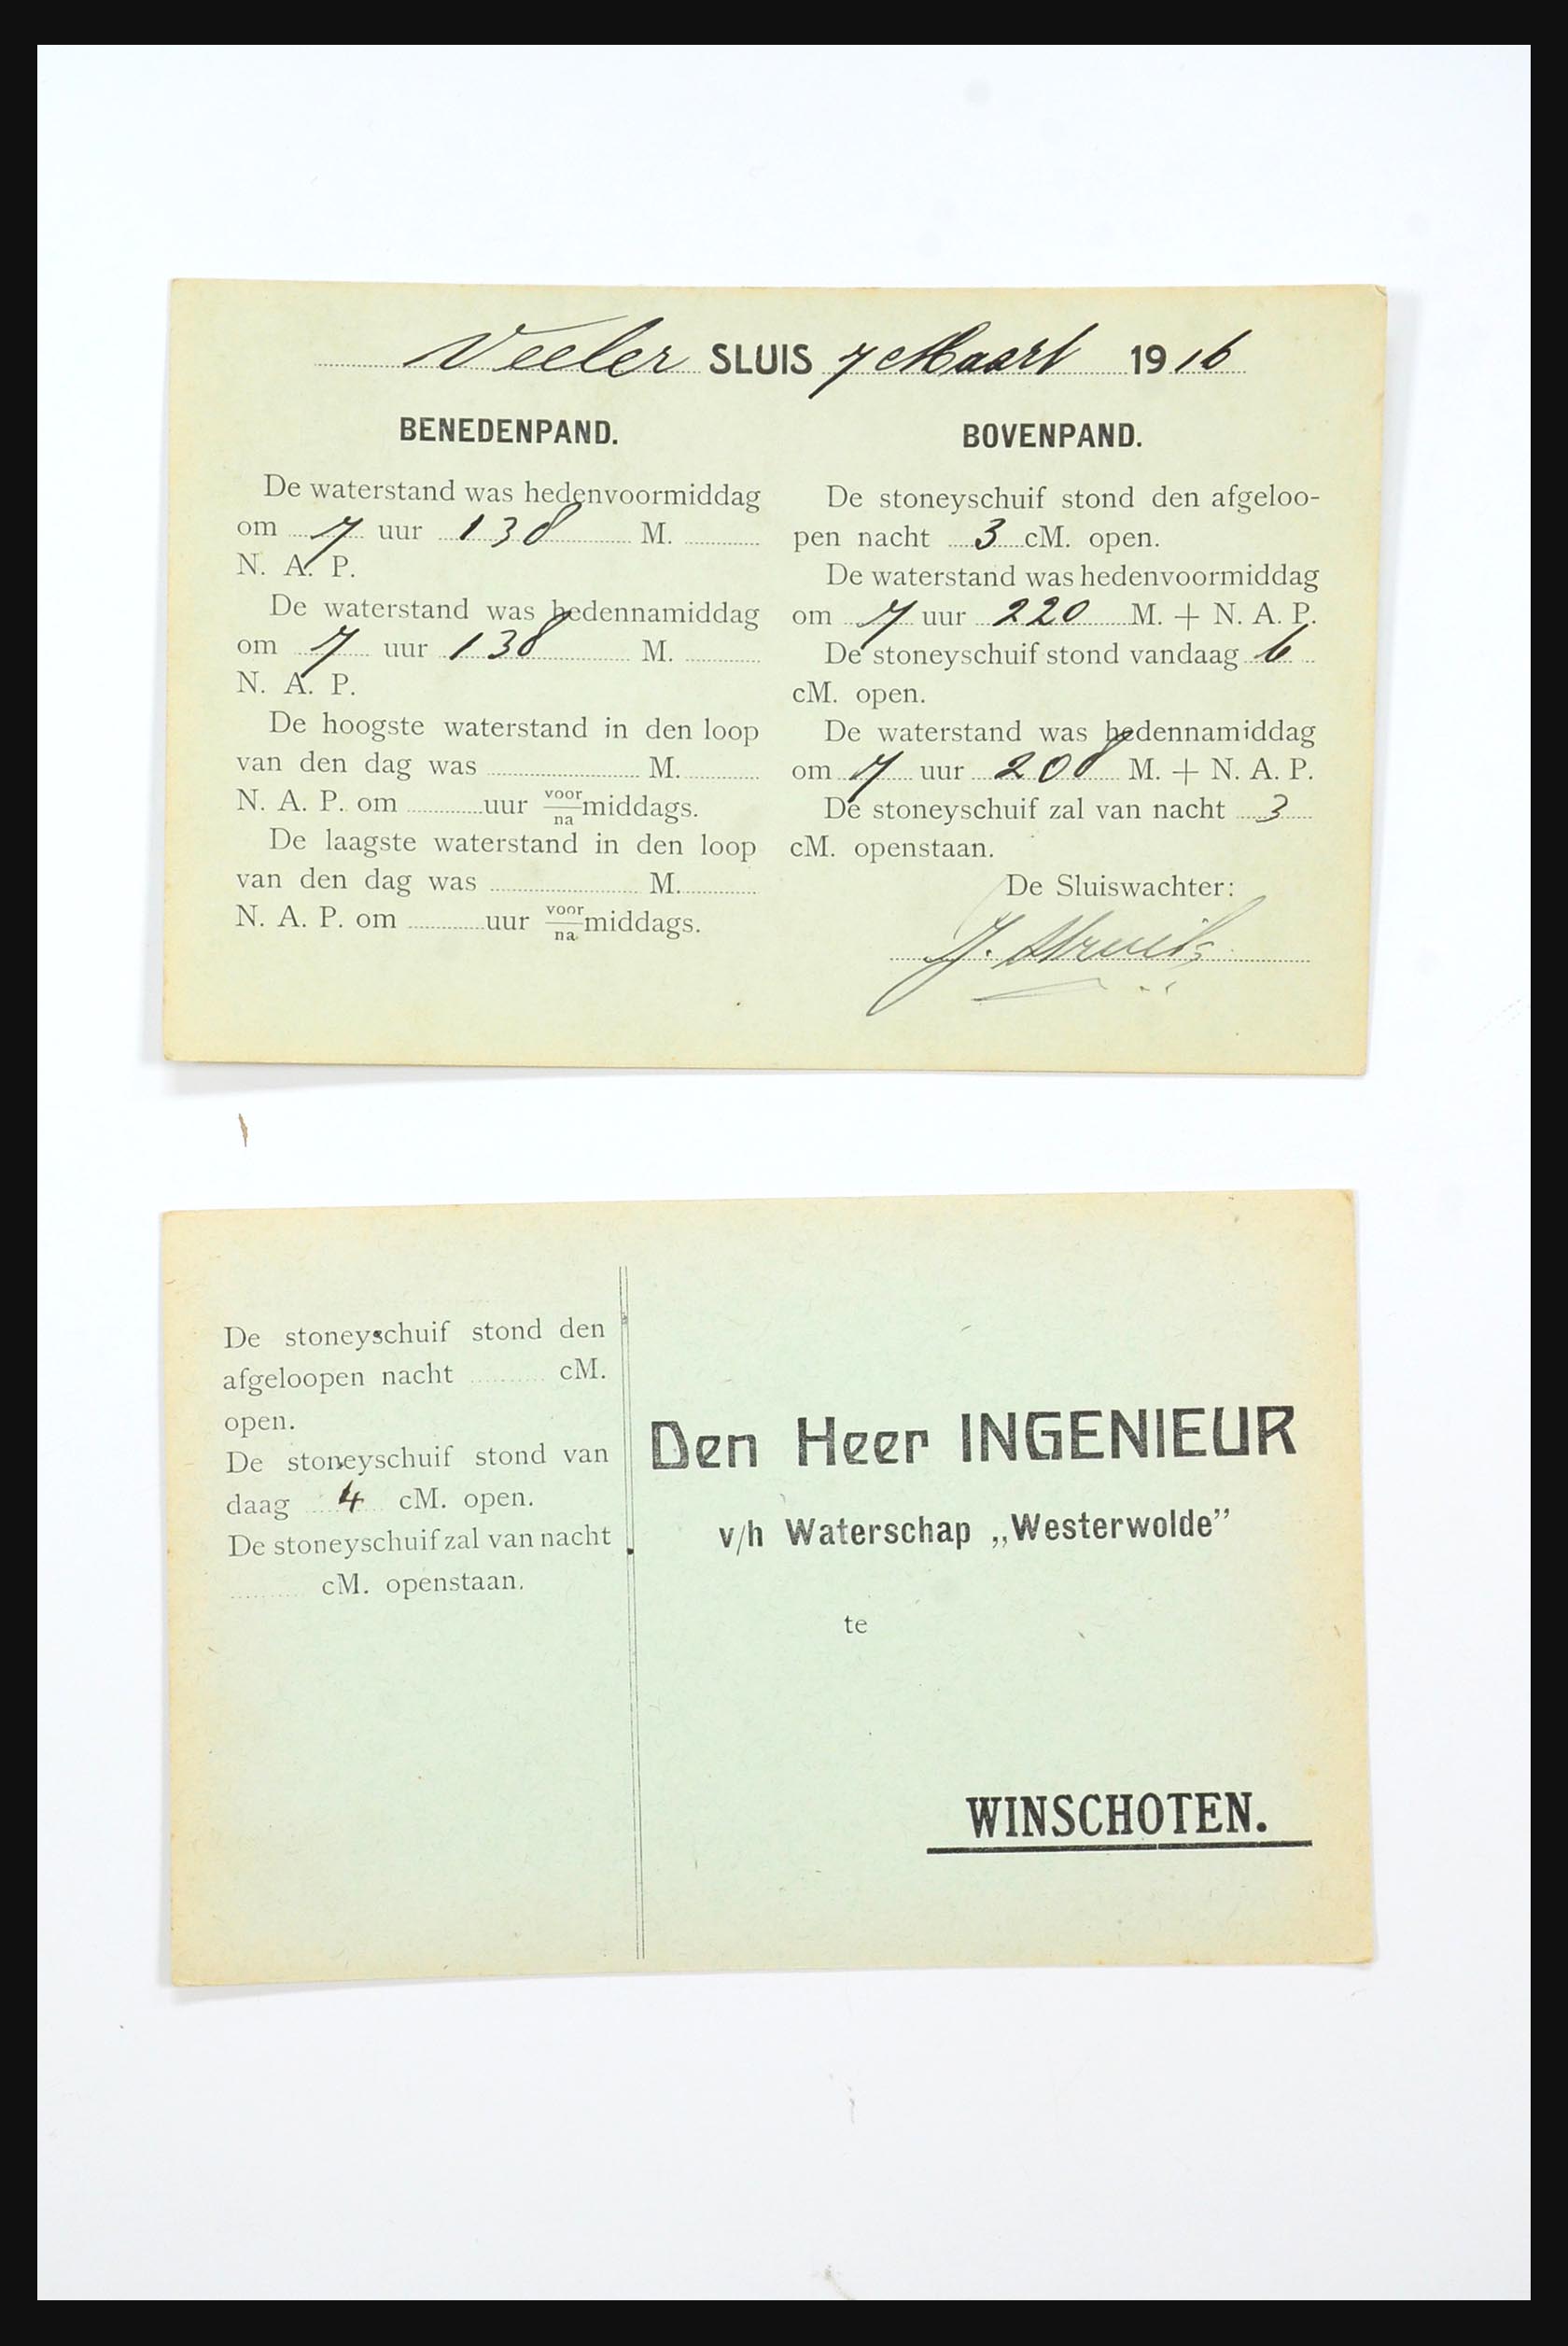 Veeler SLUIS 7 Maart 1916
BENEDENPAND.
De waterstand was hedenvoormiddag
om 7 uur 138 M.
N. A. P.
De waterstand was hedennamiddag
om 7 uur 138 M.
N. A. P.
De hoogste waterstand in den loop
van den dag was M.
N. A. P. om uur voor/na middags.
De laagste waterstand in den loop
van den dag was M.
N. A. P. om uur voor/na middags.
BOVENPAND.
De stoneyschuif stond den afgeloo-
pen nacht 3 cM. open.
De waterstand was hedenvoormiddag
om 7 uur 220 M. + N. A. P.
De stoneyschuif stond vandaag 6
cM. open.
De waterstand was hedennamiddag
om 7 uur 208 M. + N. A. P.
De stoneyschuif zal van nacht 3
cM. openstaan.
De Sluiswachter:
J.
De stoneyschuif stond den
afgeloopen nacht cM.
open.
De stoneyschuif stond van
daag 4 cM. open.
De stoneyschuif zal van nacht
cM. openstaan.
Den Heer INGENIEUR
v/h Waterschap „Westerwolde”
te
WINSCHOTEN.